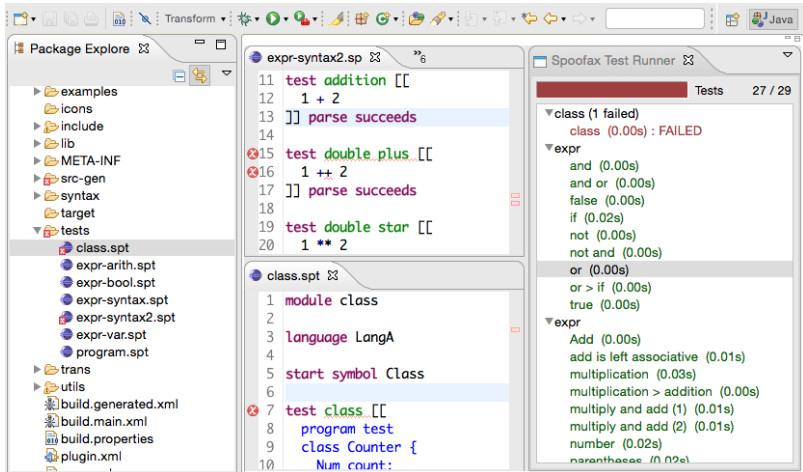 Transform
Java
Package Explore
examples
icons
include
lib
META-INF
src-gen
syntax
target
tests
class.spt
expr-arith.spt
expr-bool.spt
expr-syntax.spt
expr-syntax2.spt
expr-var.spt
program.spt
trans
utils
build.generated.xml
build.main.xml
build.properties
plugin.xml
expr-syntax2.sp
»6
11 test addition [[
12 1 + 2
13 ]] parse succeeds
14
15 test double plus [[
16 1 ++ 2
17 ]] parse succeeds
18
19 test double star [[
20 1 ** 2
class.spt
1 module class
2
3 language LangA
4
5 start symbol Class
6
7 test class [[
8 program test
9 class Counter {
10 Num count;
Spoofax Test Runner
Tests 27 / 29
class (1 failed)
class (0.00s) : FAILED
expr
and (0.00s)
and or (0.00s)
false (0.00s)
if (0.02s)
not (0.00s)
not and (0.00s)
or (0.00s)
or > if (0.00s)
true (0.00s)
expr
Add (0.00s)
add is left associative (0.01s)
multiplication (0.03s)
multiplication > addition (0.00s)
multiply and add (1) (0.01s)
multiply and add (2) (0.01s)
number (0.02s)
parentheses (0.02s)